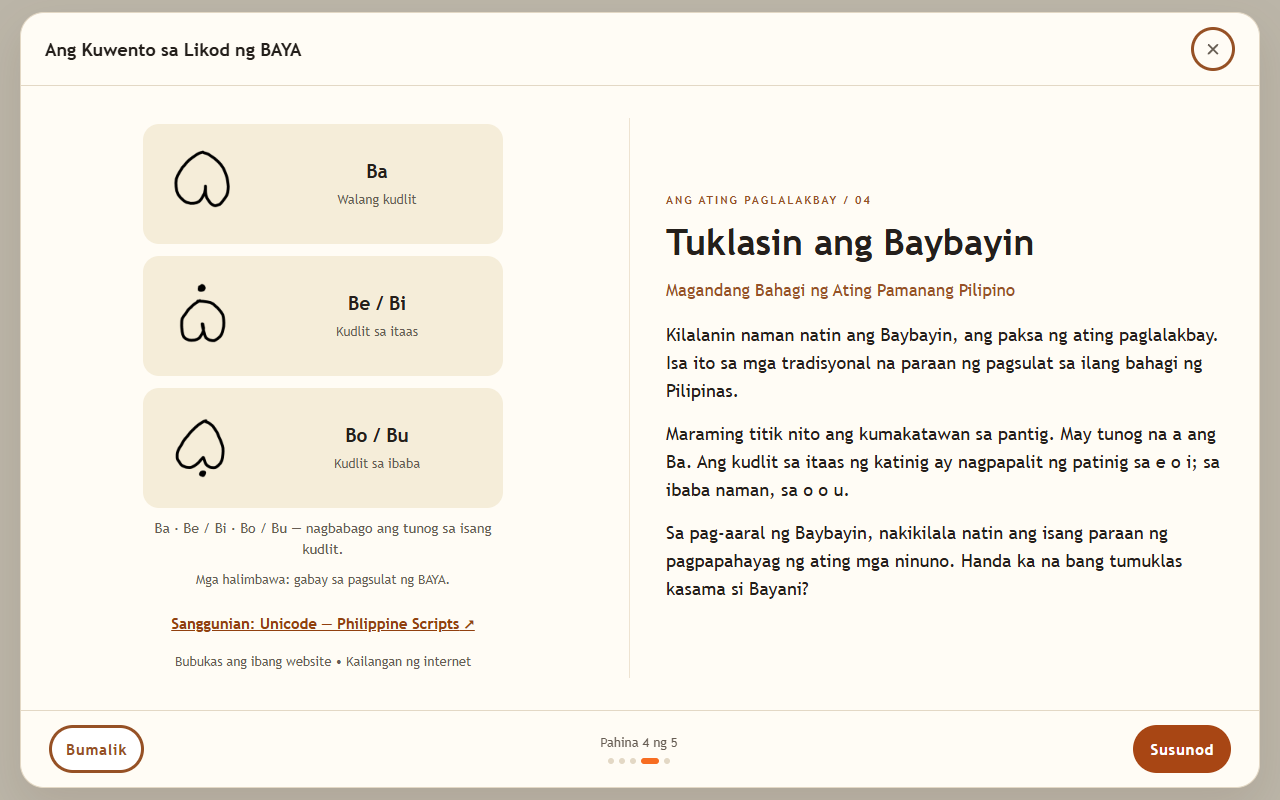 Ang Kuwento sa Likod ng BAYA
×
ᜊ
Ba
Walang kudlit
ᜊᜒ
Be / Bi
Kudlit sa itaas
ᜊᜓ
Bo / Bu
Kudlit sa ibaba
Ba · Be / Bi · Bo / Bu — nagbabago ang tunog sa isang
kudlit.
Mga halimbawa: gabay sa pagsulat ng BAYA.
Sanggunian: Unicode — Philippine Scripts ↗
Bubukas ang ibang website • Kailangan ng internet
ANG ATING PAGLALAKBAY / 04
Tuklasin ang Baybayin
Magandang Bahagi ng Ating Pamanang Pilipino
Kilalanin naman natin ang Baybayin, ang paksa ng ating paglalakbay.
Isa ito sa mga tradisyonal na paraan ng pagsulat sa ilang bahagi ng
Pilipinas.
Maraming titik nito ang kumakatawan sa pantig. May tunog na a ang
Ba. Ang kudlit sa itaas ng katinig ay nagpapalit ng patinig sa e o i; sa
ibaba naman, sa o o u.
Sa pag-aaral ng Baybayin, nakikilala natin ang isang paraan ng
pagpapahayag ng ating mga ninuno. Handa ka na bang tumuklas
kasama si Bayani?
Bumalik
Pahina 4 ng 5
Susunod